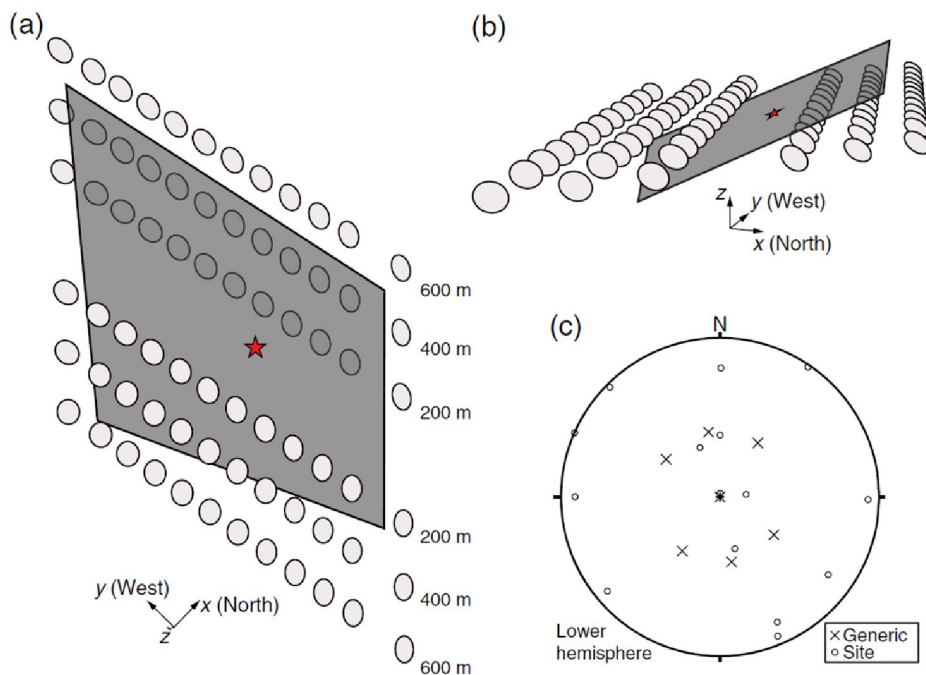 (a)
600 m
400 m
200 m
200 m
400 m
600 m
y (West)
x (North)
z
(b)
z
y (West)
x (North)
(c)
N
Lower
hemisphere
× Generic
○ Site